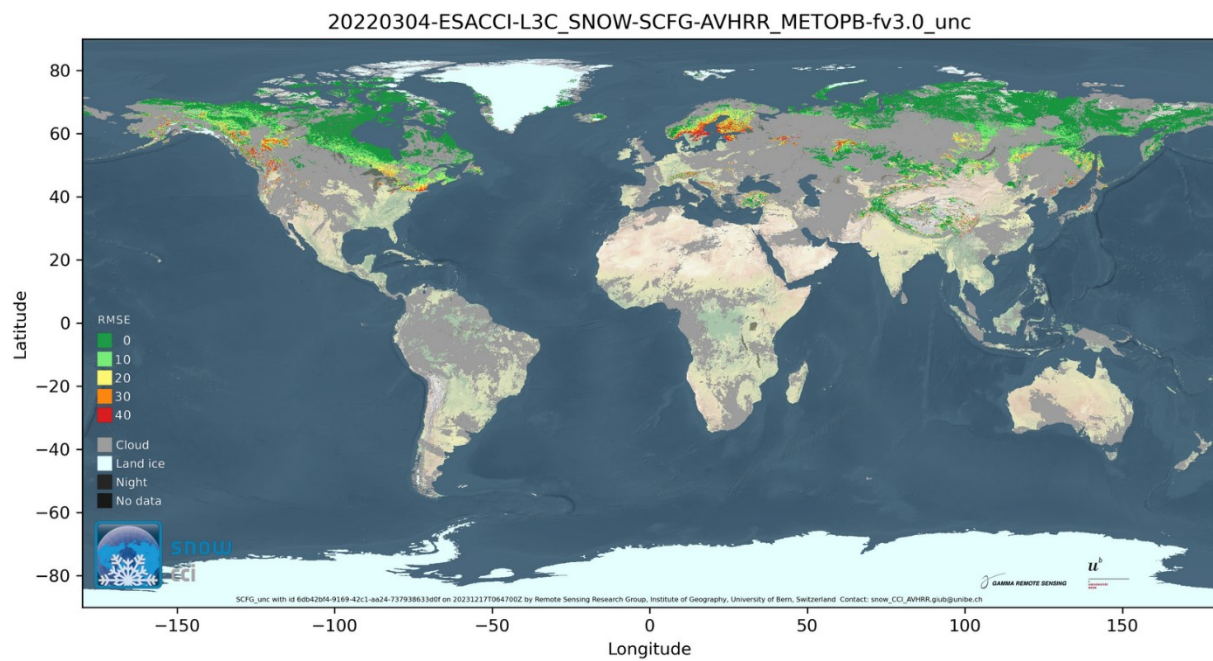 20220304-ESACCI-L3C_SNOW-SCFG-AVHRR_METOPB-fv3.0_unc
Latitude
80
60
40
20
0
−20
−40
−60
−80
RMSE
0
10
20
30
40
Cloud
Land ice
Night
No data
snow
cci
GAMMA REMOTE SENSING
u^b
SCFG_unc with id 6db42bf4-9169-42c1-aa24-737938633d0f on 20231217T064700Z by Remote Sensing Research Group, Institute of Geography, University of Bern, Switzerland Contact: snow_CCI_AVHRR.giub@unibe.ch
−150
−100
−50
0
50
100
150
Longitude